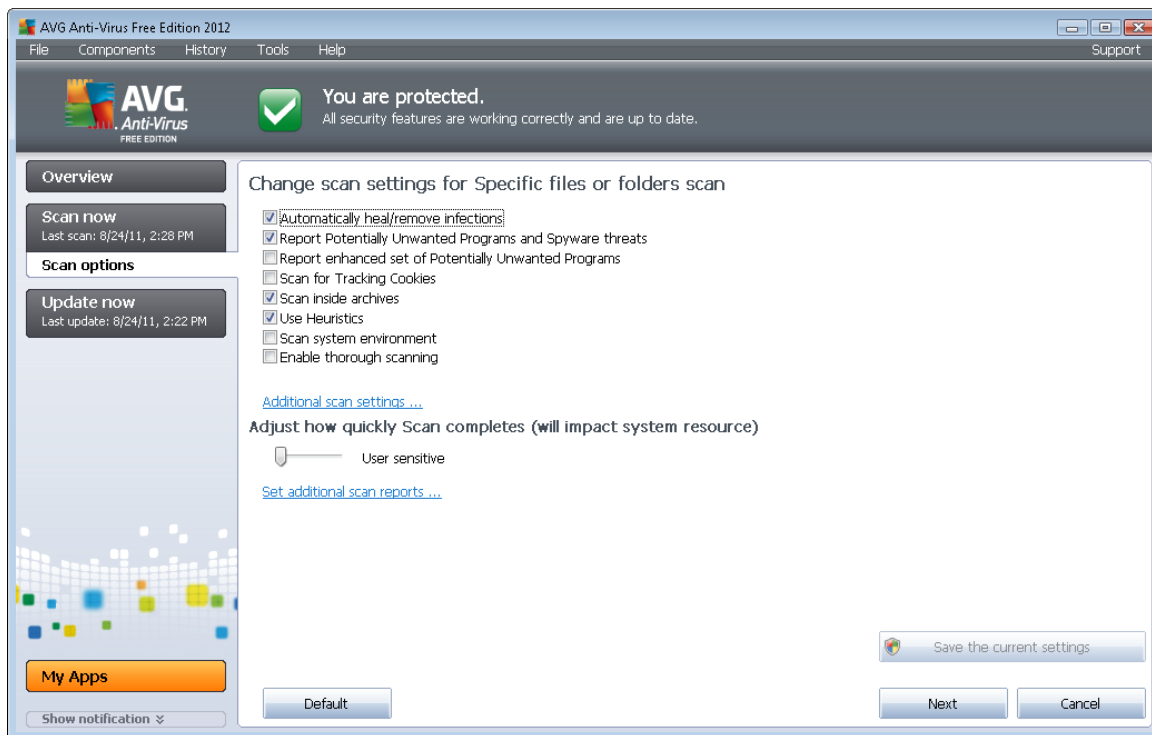 AVG Anti-Virus Free Edition 2012
File Components History Tools Help Support
AVG.
Anti-Virus
FREE EDITION
You are protected.
All security features are working correctly and are up to date.
Overview
Scan now
Last scan: 8/24/11, 2:28 PM
Scan options
Update now
Last update: 8/24/11, 2:22 PM
My Apps
Show notification
Change scan settings for Specific files or folders scan
Automatically heal/remove infections
Report Potentially Unwanted Programs and Spyware threats
Report enhanced set of Potentially Unwanted Programs
Scan for Tracking Cookies
Scan inside archives
Use Heuristics
Scan system environment
Enable thorough scanning
Additional scan settings ...
Adjust how quickly Scan completes (will impact system resource)
User sensitive
Set additional scan reports ...
Save the current settings
Default Next Cancel